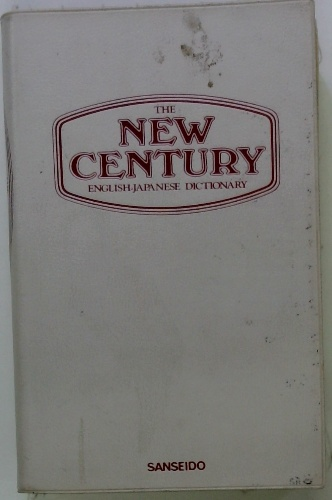 THE
NEW
CENTURY
ENGLISH-JAPANESE DICTIONARY
SANSEIDO